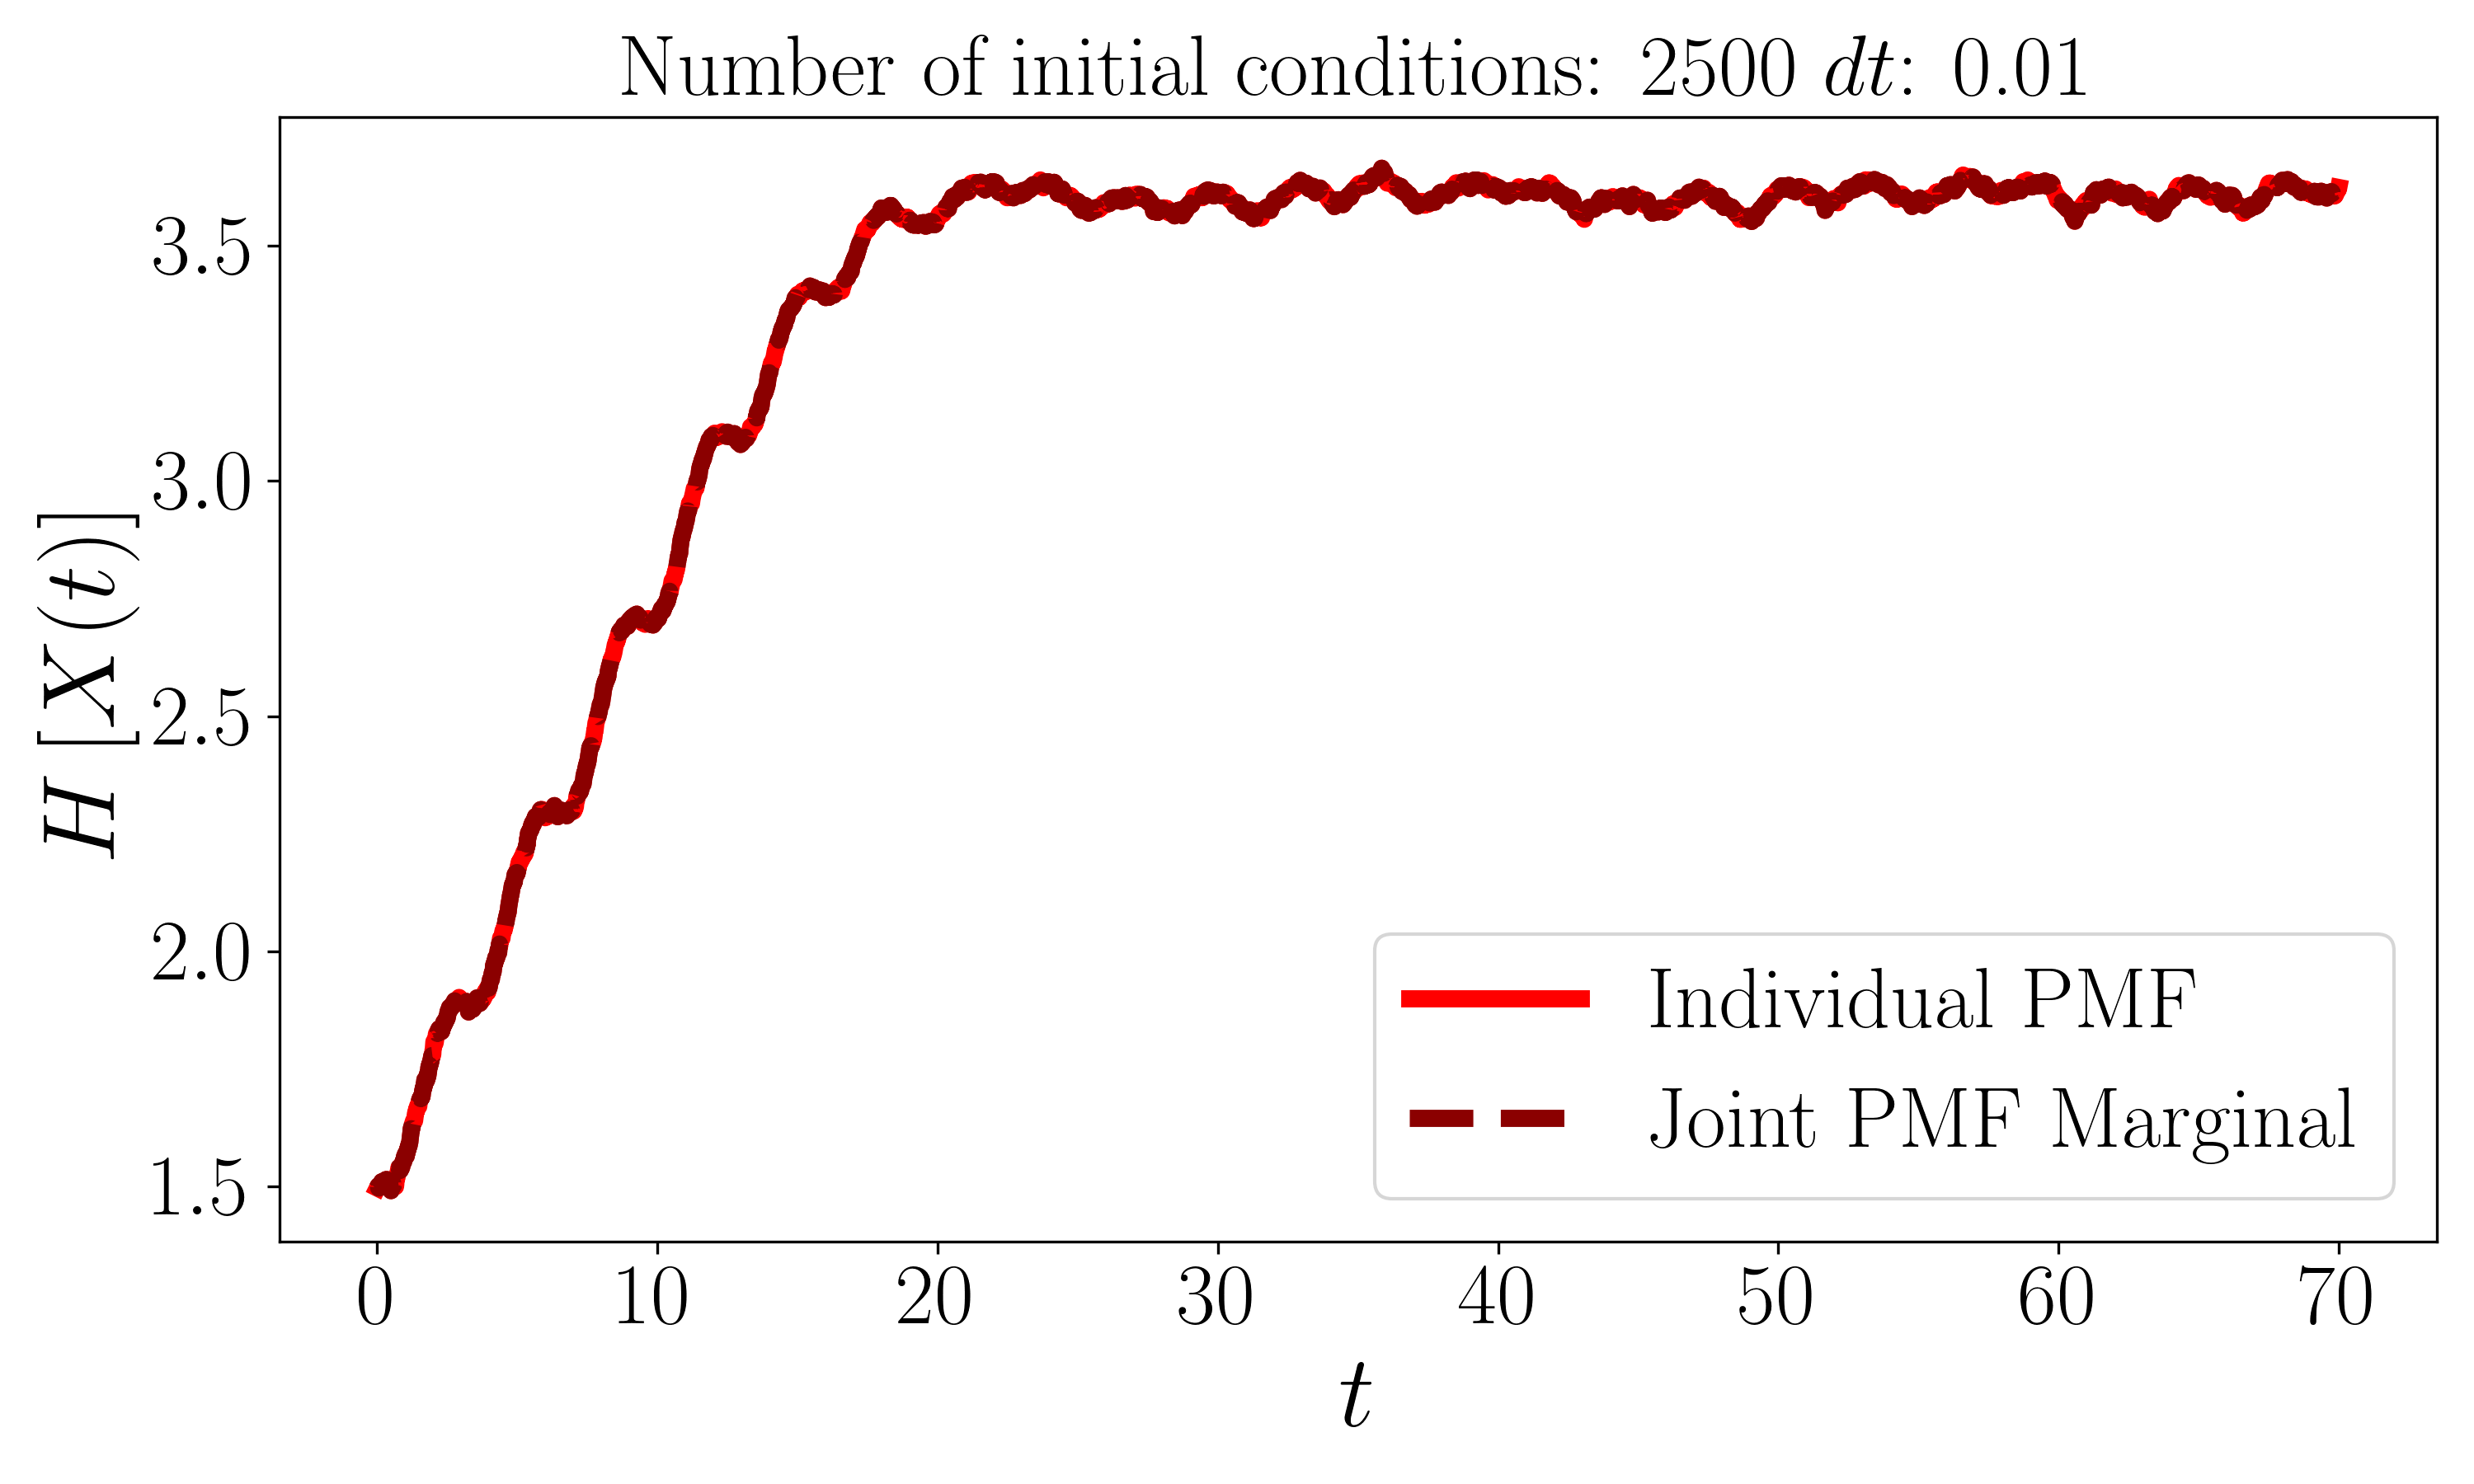 Number of initial conditions: 2500 dt: 0.01
H [X(t)]
3.5
3.0
2.5
2.0
1.5
Individual PMF
Joint PMF Marginal
0 10 20 30 40 50 60 70
t